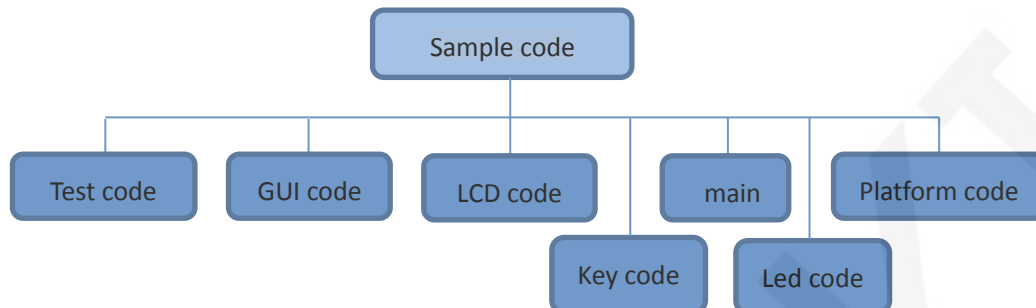 Sample code
Test code
GUI code
LCD code
main
Platform code
Key code
Led code